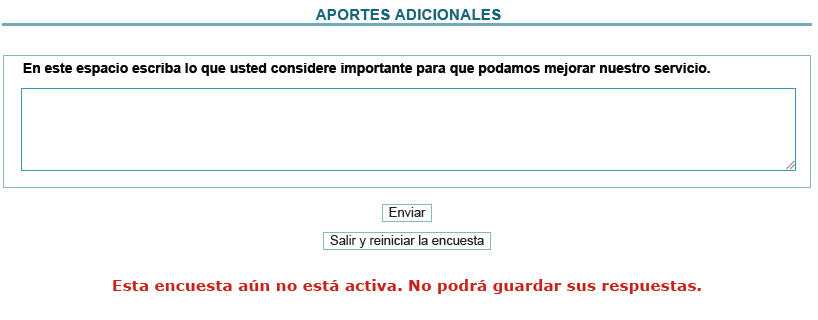 APORTES ADICIONALES
En este espacio escriba lo que usted considere importante para que podamos mejorar nuestro servicio.
Enviar
Salir y reiniciar la encuesta
Esta encuesta aún no está activa. No podrá guardar sus respuestas.